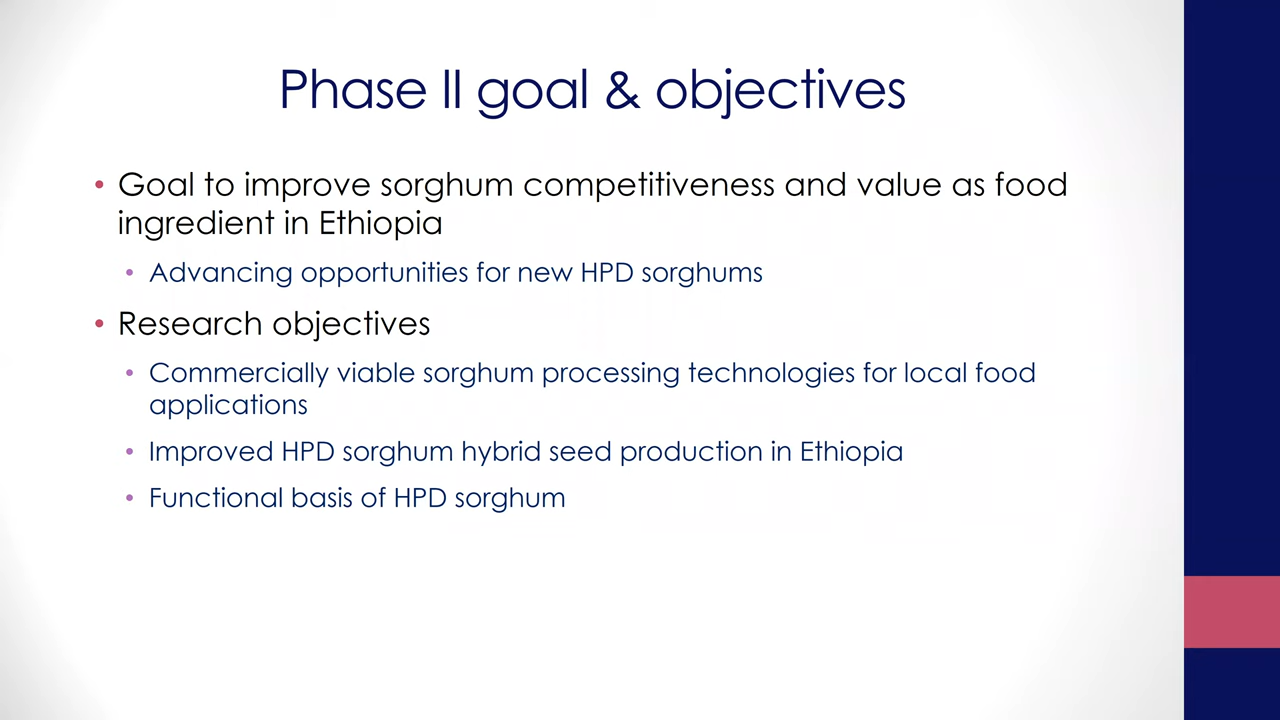 Phase II goal & objectives
• Goal to improve sorghum competitiveness and value as food
ingredient in Ethiopia
• Advancing opportunities for new HPD sorghums
• Research objectives
• Commercially viable sorghum processing technologies for local food
applications
• Improved HPD sorghum hybrid seed production in Ethiopia
• Functional basis of HPD sorghum